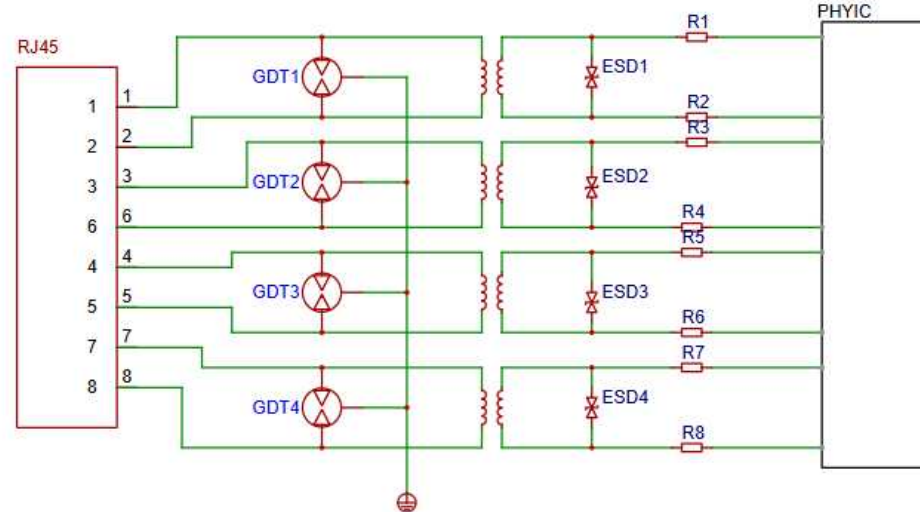 PHYIC
RJ45
R1
GDT1
ESD1
1 1
R2
2 2
R3
3 3
GDT2
ESD2
6 6
R4
R5
4 4
GDT3
ESD3
5 5
R6
7 7
R7
8 8
GDT4
ESD4
R8